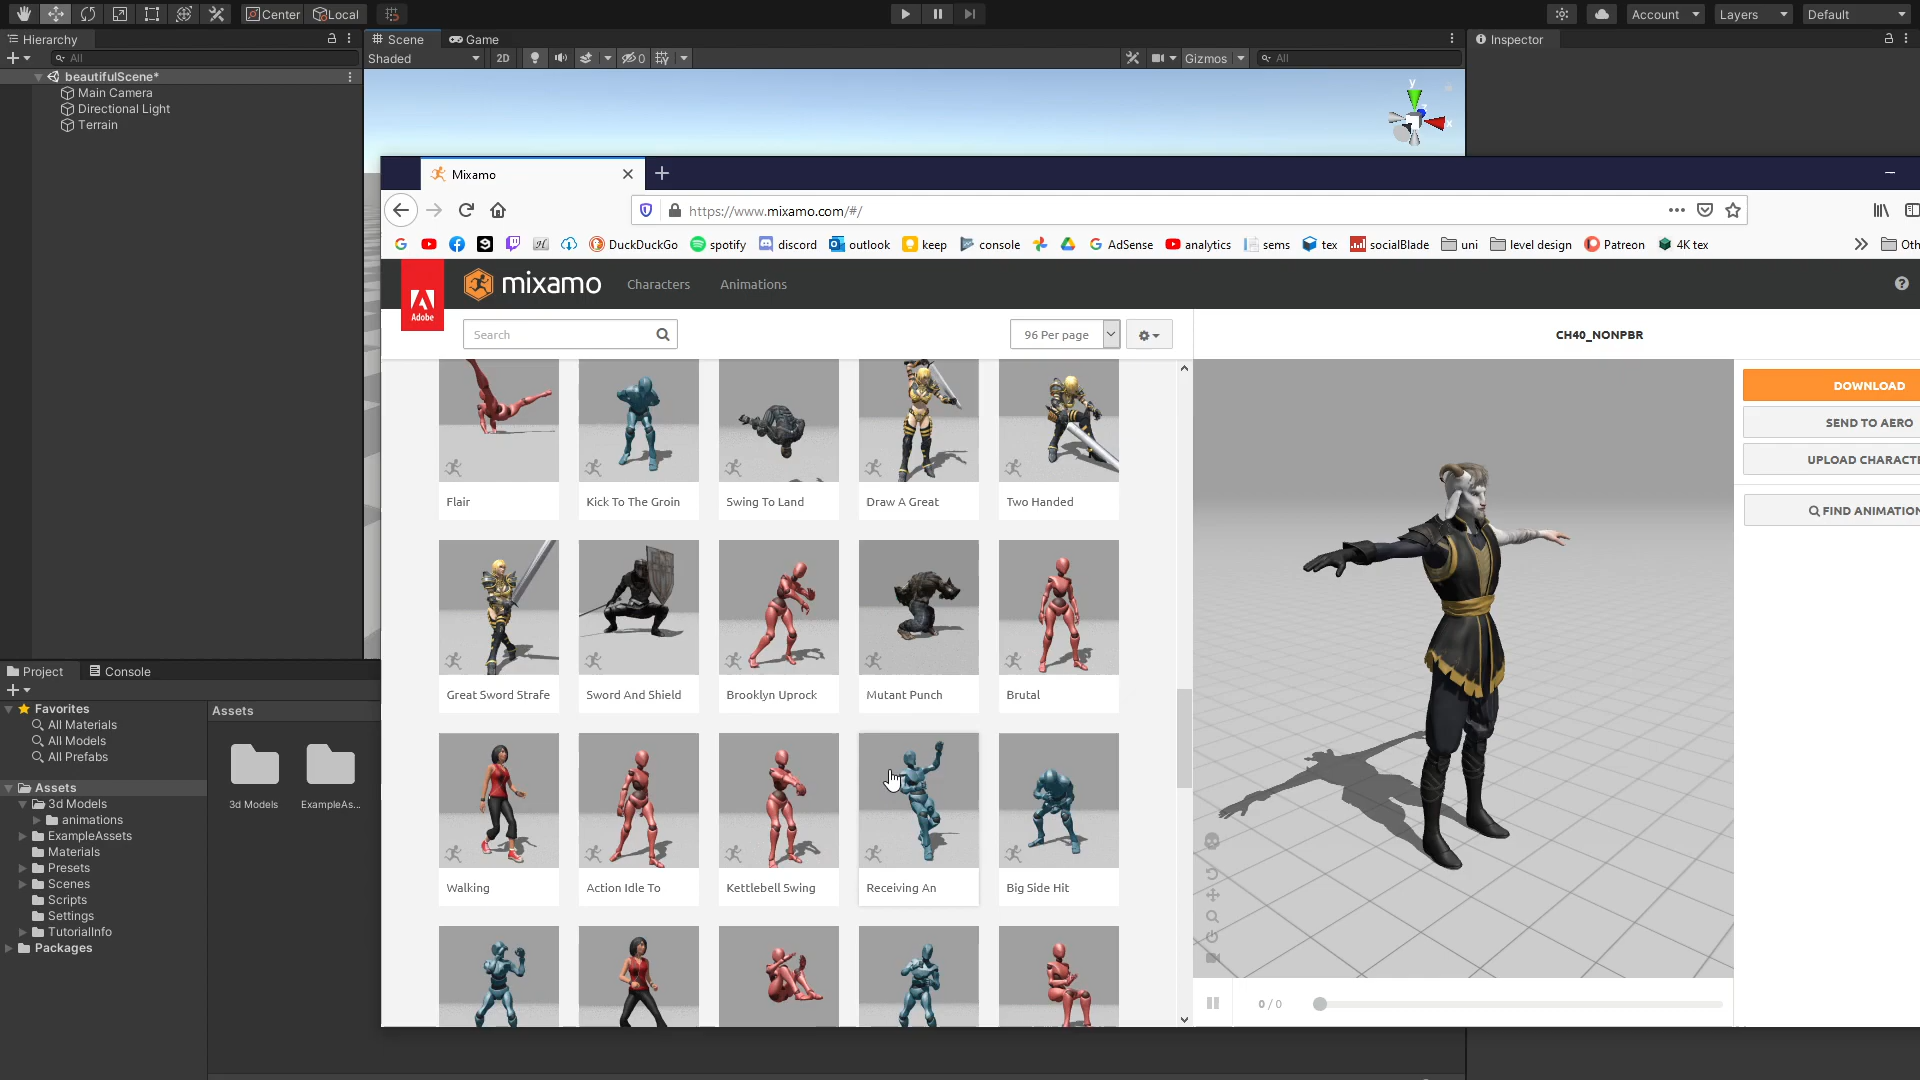 Center
Local
Account
Layers
Default
Hierarchy
Scene
Game
Inspector
All
Shaded
2D
0
Gizmos
All
beautifulScene*
Main Camera
Directional Light
Terrain
y
x
Mixamo
https://www.mixamo.com/#/
DuckDuckGo
spotify
discord
outlook
keep
console
AdSense
analytics
sems
tex
socialBlade
uni
level design
Patreon
4K tex
Oth
Adobe
mixamo
Characters
Animations
Search
96 Per page
CH40_NONPBR
DOWNLOAD
SEND TO AERO
UPLOAD CHARACTE
FIND ANIMATION
Flair
Kick To The Groin
Swing To Land
Draw A Great
Two Handed
Great Sword Strafe
Sword And Shield
Brooklyn Uprock
Mutant Punch
Brutal
Walking
Action Idle To
Kettlebell Swing
Receiving An
Big Side Hit
0 / 0
Project
Console
Favorites
All Materials
All Models
All Prefabs
Assets
3d Models
animations
ExampleAssets
Materials
Presets
Scenes
Scripts
Settings
TutorialInfo
Packages
Assets
3d Models
ExampleAs...